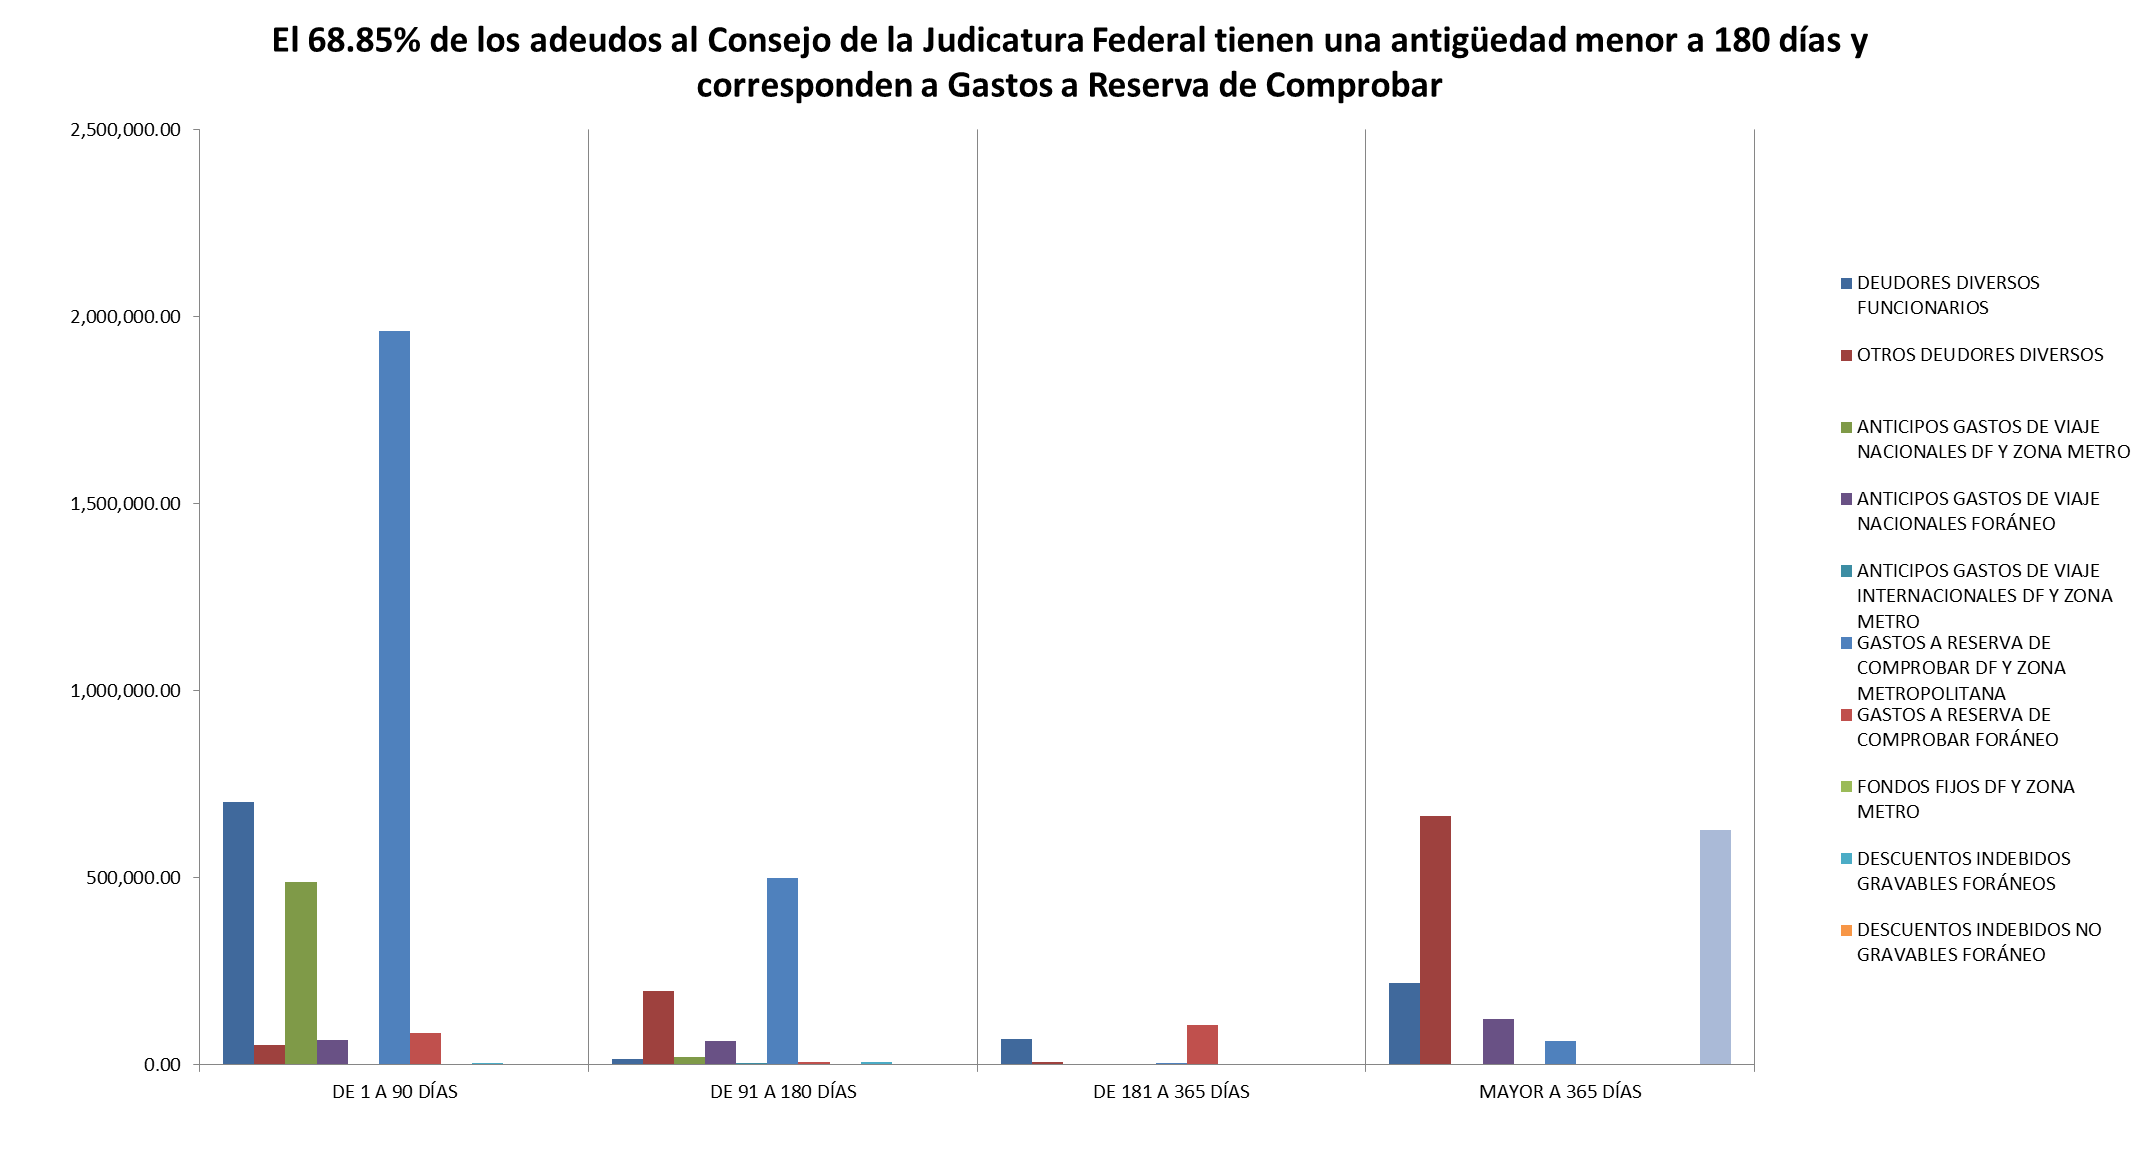 El 68.85% de los adeudos al Consejo de la Judicatura Federal tienen una antigüedad menor a 180 días y
corresponden a Gastos a Reserva de Comprobar
2,500,000.00
2,000,000.00
1,500,000.00
1,000,000.00
500,000.00
0.00
DE 1 A 90 DÍAS
DE 91 A 180 DÍAS
DE 181 A 365 DÍAS
MAYOR A 365 DÍAS
DEUDORES DIVERSOS
FUNCIONARIOS
OTROS DEUDORES DIVERSOS
ANTICIPOS GASTOS DE VIAJE
NACIONALES DF Y ZONA METRO
ANTICIPOS GASTOS DE VIAJE
NACIONALES FORÁNEO
ANTICIPOS GASTOS DE VIAJE
INTERNACIONALES DF Y ZONA
METRO
GASTOS A RESERVA DE
COMPROBAR DF Y ZONA
METROPOLITANA
GASTOS A RESERVA DE
COMPROBAR FORÁNEO
FONDOS FIJOS DF Y ZONA
METRO
DESCUENTOS INDEBIDOS
GRAVABLES FORÁNEOS
DESCUENTOS INDEBIDOS NO
GRAVABLES FORÁNEO